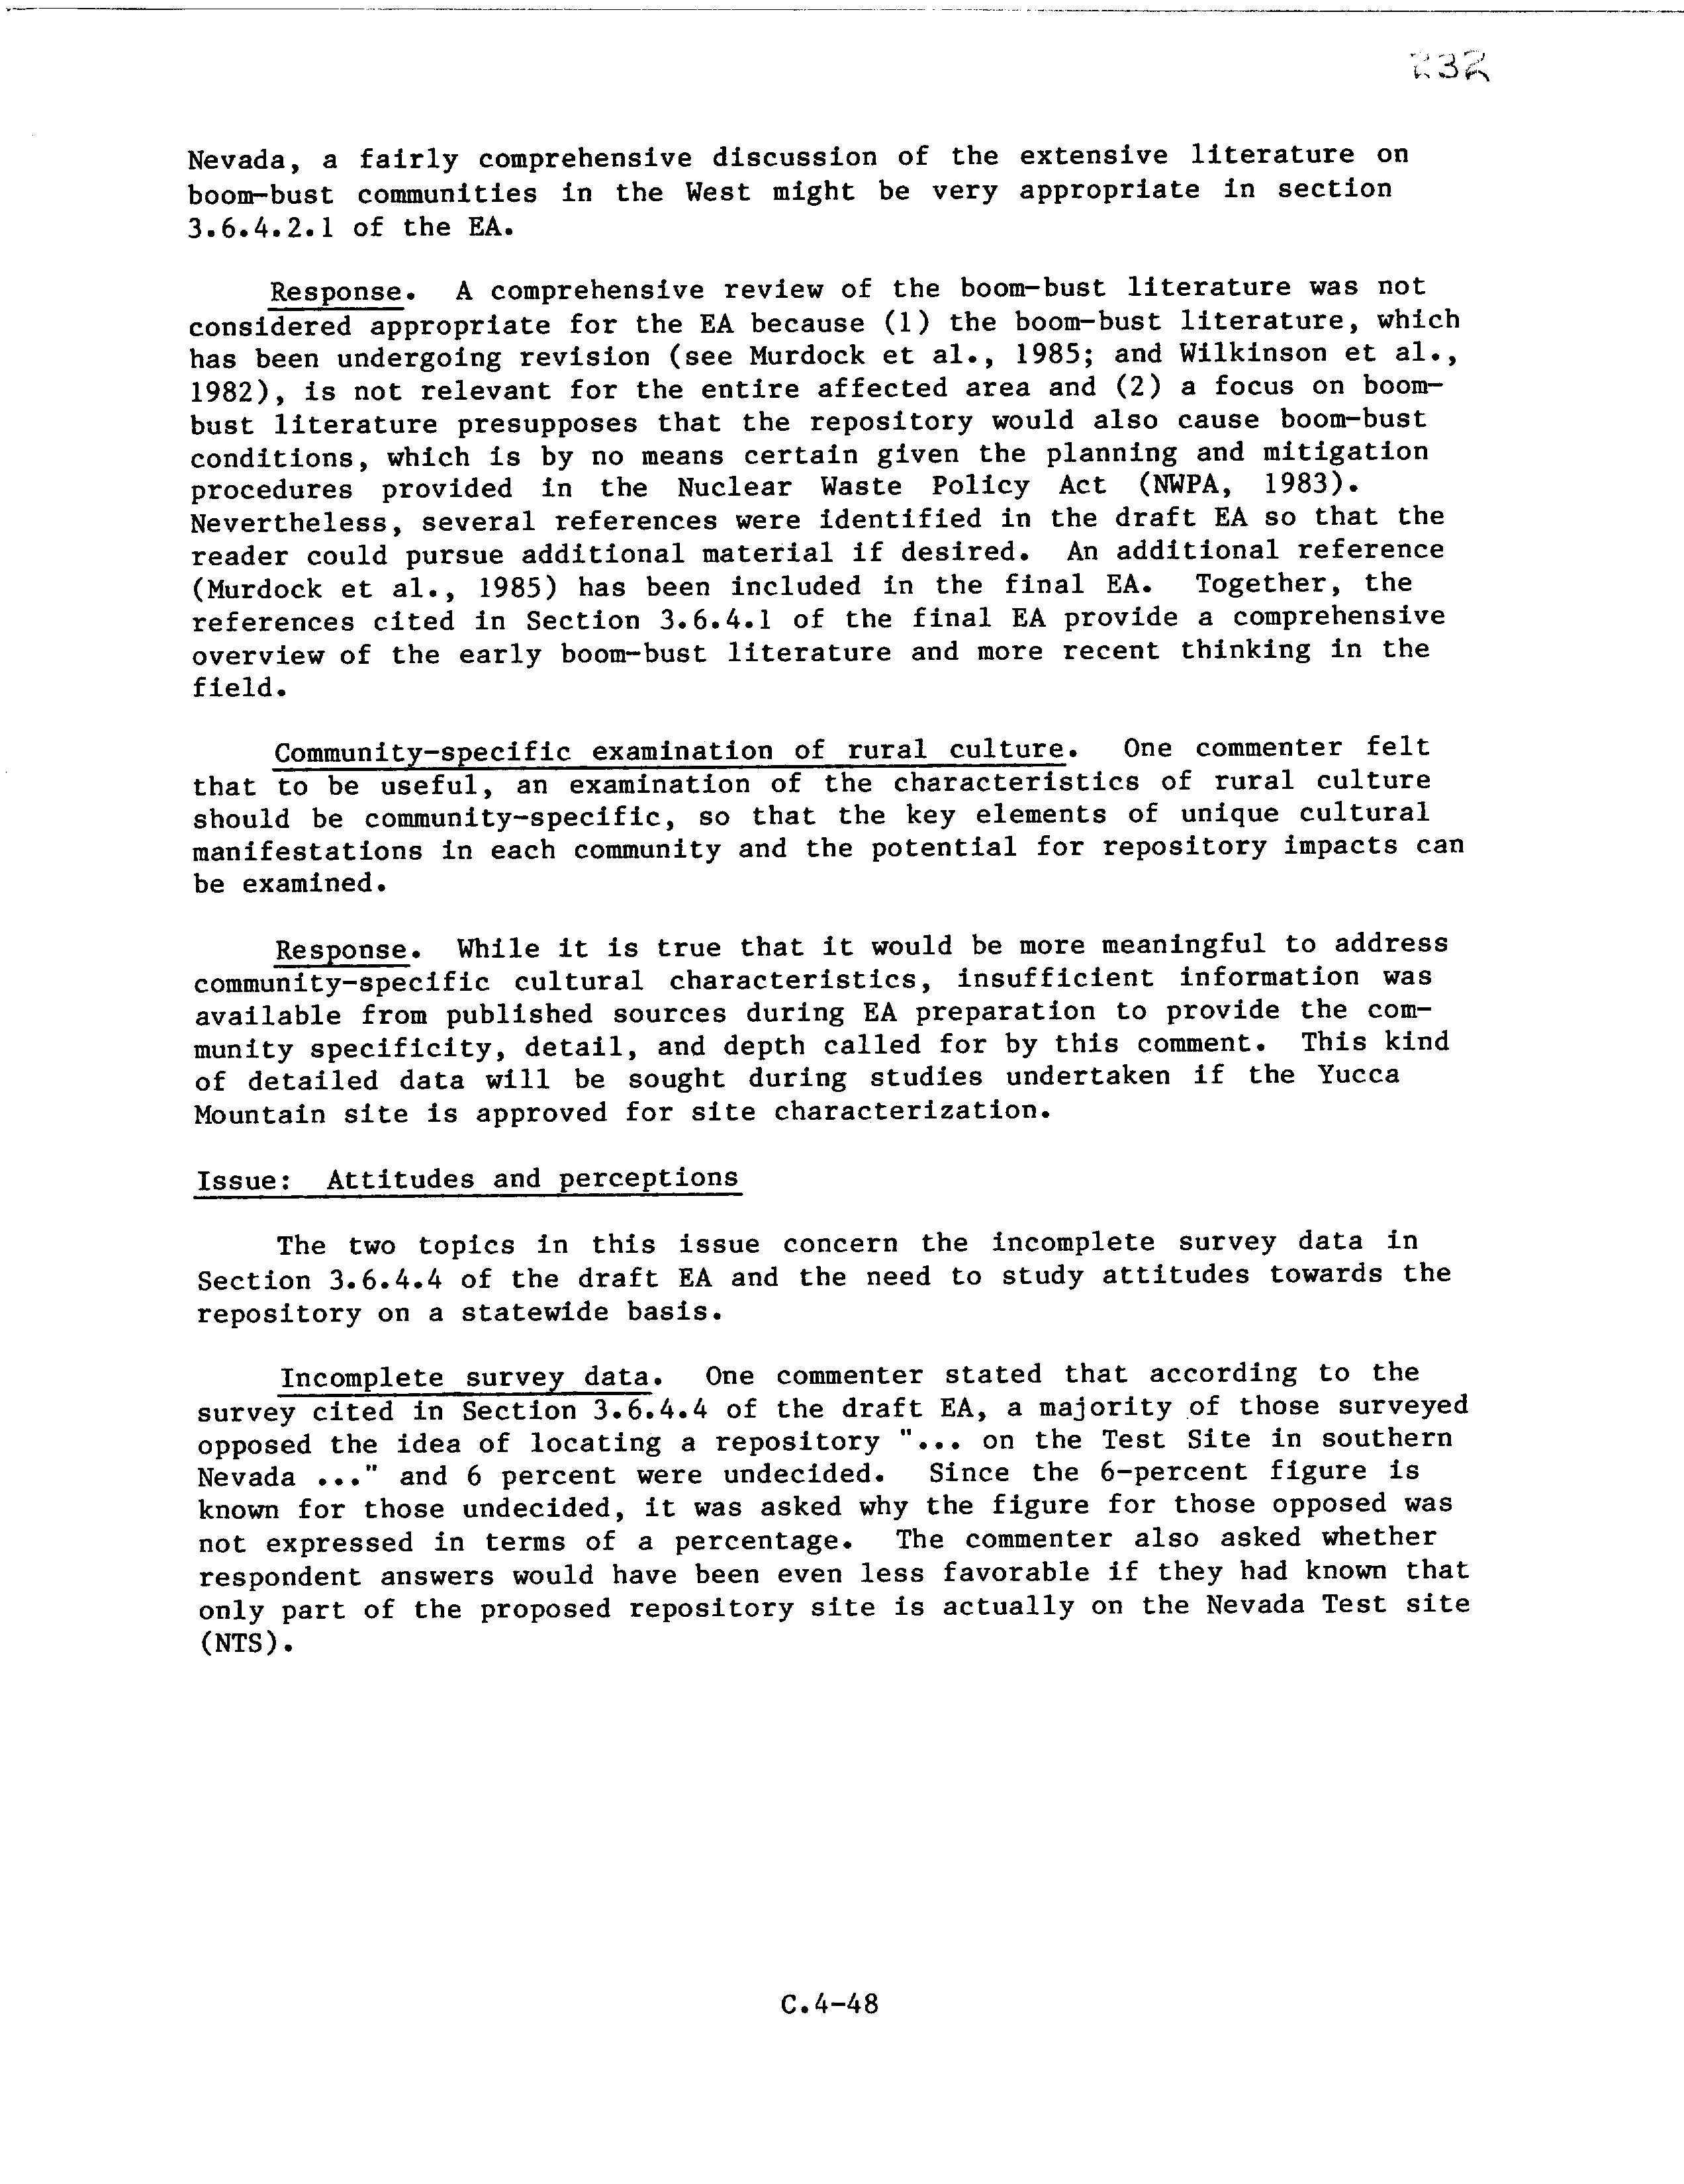 Nevada, a fairly comprehensive discussion of the extensive literature on
boom-bust communities in the West might be very appropriate in section
3.6.4.2.1 of the EA.
Response. A comprehensive review of the boom-bust literature was not
considered appropriate for the EA because (1) the boom-bust literature, which
has been undergoing revision (see Murdock et al., 1985; and Wilkinson et al.,
1982), is not relevant for the entire affected area and (2) a focus on boom-
bust literature presupposes that the repository would also cause boom-bust
conditions, which is by no means certain given the planning and mitigation
procedures provided in the Nuclear Waste Policy Act (NWPA, 1983).
Nevertheless, several references were identified in the draft EA so that the
reader could pursue additional material if desired. An additional reference
(Murdock et al., 1985) has been included in the final EA. Together, the
references cited in Section 3.6.4.1 of the final EA provide a comprehensive
overview of the early boom-bust literature and more recent thinking in the
field.
Community-specific examination of rural culture. One commenter felt
that to be useful, an examination of the characteristics of rural culture
should be community-specific, so that the key elements of unique cultural
manifestations in each community and the potential for repository impacts can
be examined.
Response. While it is true that it would be more meaningful to address
community-specific cultural characteristics, insufficient information was
available from published sources during EA preparation to provide the com-
munity specificity, detail, and depth called for by this comment. This kind
of detailed data will be sought during studies undertaken if the Yucca
Mountain site is approved for site characterization.
Issue: Attitudes and perceptions
The two topics in this issue concern the incomplete survey data in
Section 3.6.4.4 of the draft EA and the need to study attitudes towards the
repository on a statewide basis.
Incomplete survey data. One commenter stated that according to the
survey cited in Section 3.6.4.4 of the draft EA, a majority of those surveyed
opposed the idea of locating a repository "... on the Test Site in southern
Nevada ..." and 6 percent were undecided. Since the 6-percent figure is
known for those undecided, it was asked why the figure for those opposed was
not expressed in terms of a percentage. The commenter also asked whether
respondent answers would have been even less favorable if they had known that
only part of the proposed repository site is actually on the Nevada Test site
(NTS).
C.4-48